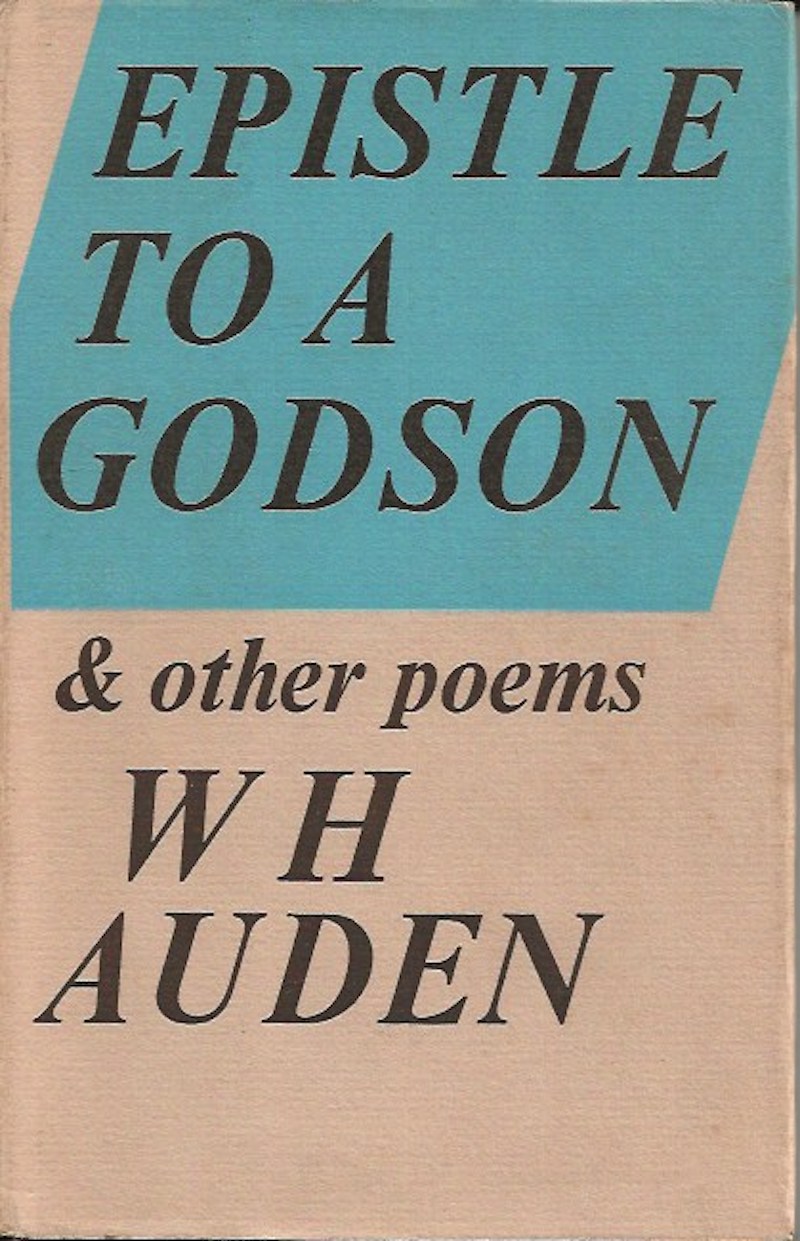 EPISTLE
TO A
GODSON
& other poems
W H
AUDEN